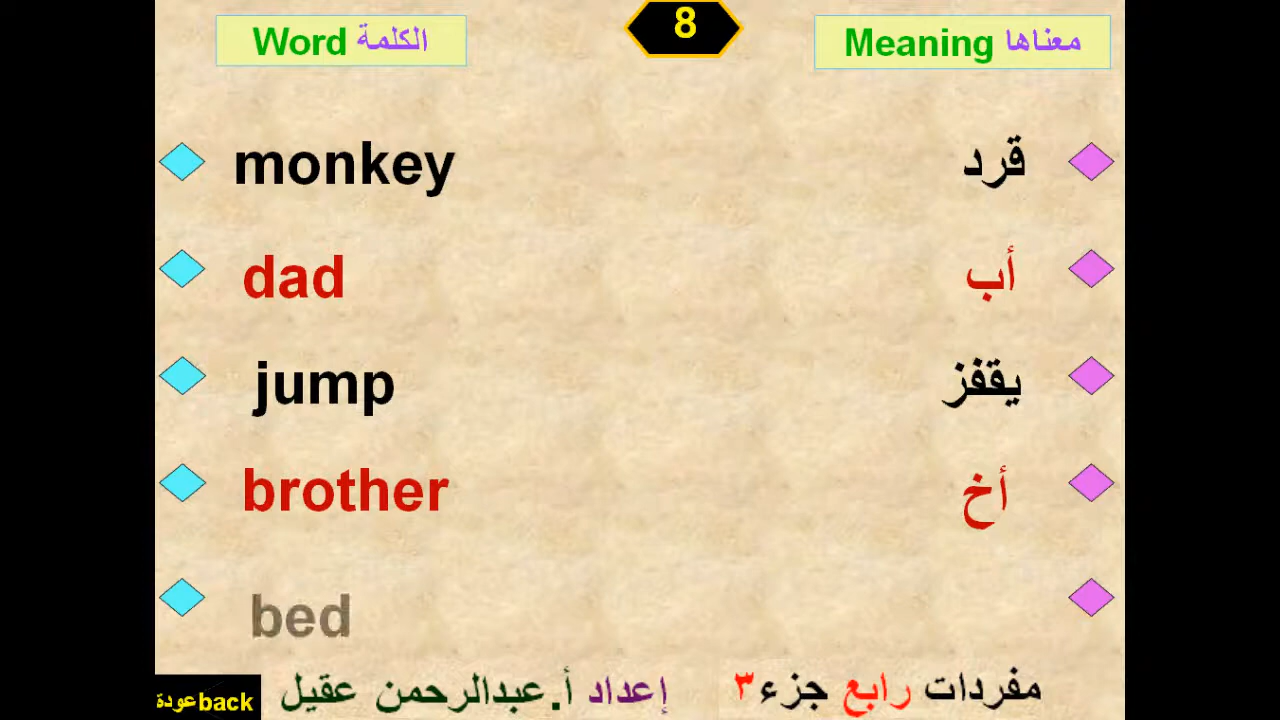 Word الكلمة
8
Meaning معناها
monkey قرد
dad أب
jump يقفز
brother أخ
bed
عودة back
إعداد أ.عبدالرحمن عقيل
مفردات رابع جزء٣